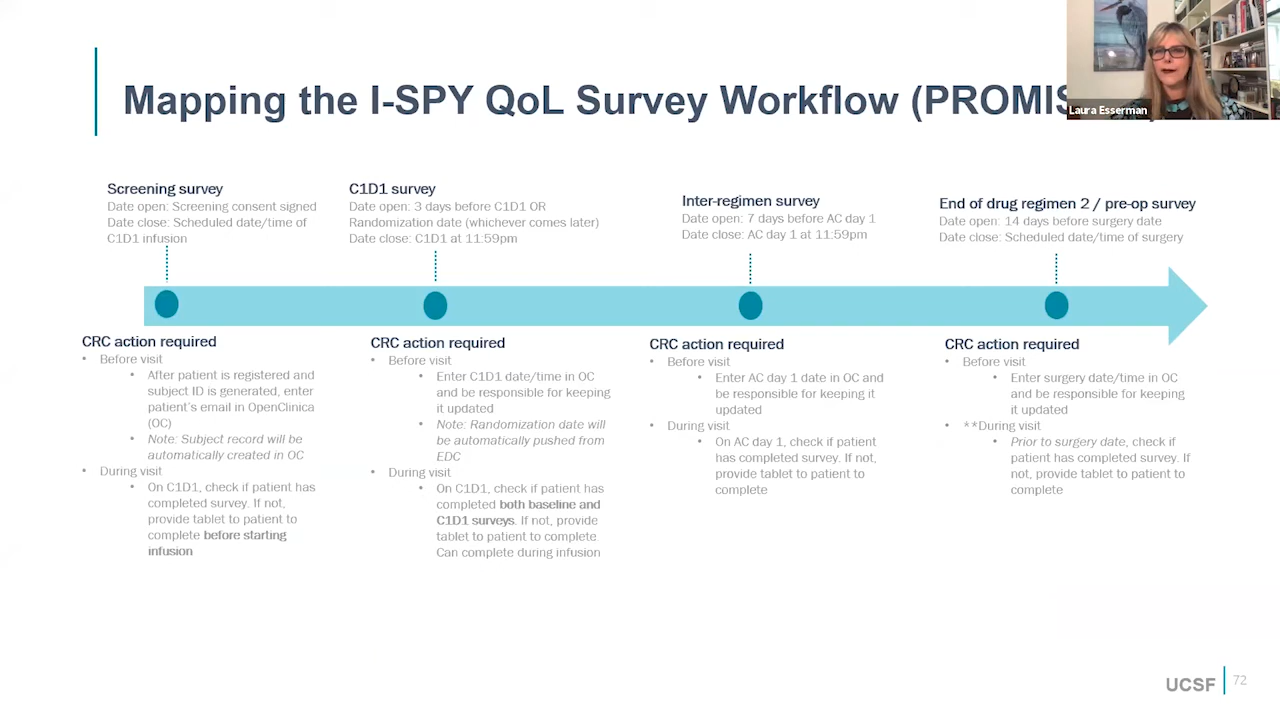 Mapping the I-SPY QoL Survey Workflow (PROMIS
Laura Esserman
Screening survey
Date open: Screening consent signed
Date close: Scheduled date/time of
C1D1 infusion
C1D1 survey
Date open: 3 days before C1D1 OR
Randomization date (whichever comes later)
Date close: C1D1 at 11:59pm
Inter-regimen survey
Date open: 7 days before AC day 1
Date close: AC day 1 at 11:59pm
End of drug regimen 2 / pre-op survey
Date open: 14 days before surgery date
Date close: Scheduled date/time of surgery
CRC action required
• Before visit
• After patient is registered and
subject ID is generated, enter
patient's email in OpenClinica
(OC)
• Note: Subject record will be
automatically created in OC
• During visit
• On C1D1, check if patient has
completed survey. If not,
provide tablet to patient to
complete before starting
infusion
CRC action required
• Before visit
• Enter C1D1 date/time in OC
and be responsible for keeping
it updated
• Note: Randomization date will
be automatically pushed from
EDC
• During visit
• On C1D1, check if patient has
completed both baseline and
C1D1 surveys. If not, provide
tablet to patient to complete
Can complete during infusion
CRC action required
• Before visit
• Enter AC day 1 date in OC and
be responsible for keeping it
updated
• During visit
• On AC day 1, check if patient
has completed survey. If not,
provide tablet to patient to
complete
CRC action required
• Before visit
• Enter surgery date/time in OC
and be responsible for keeping
it updated
• **During visit
• Prior to surgery date, check if
patient has completed survey. If
not, provide tablet to patient to
complete
UCSF
72